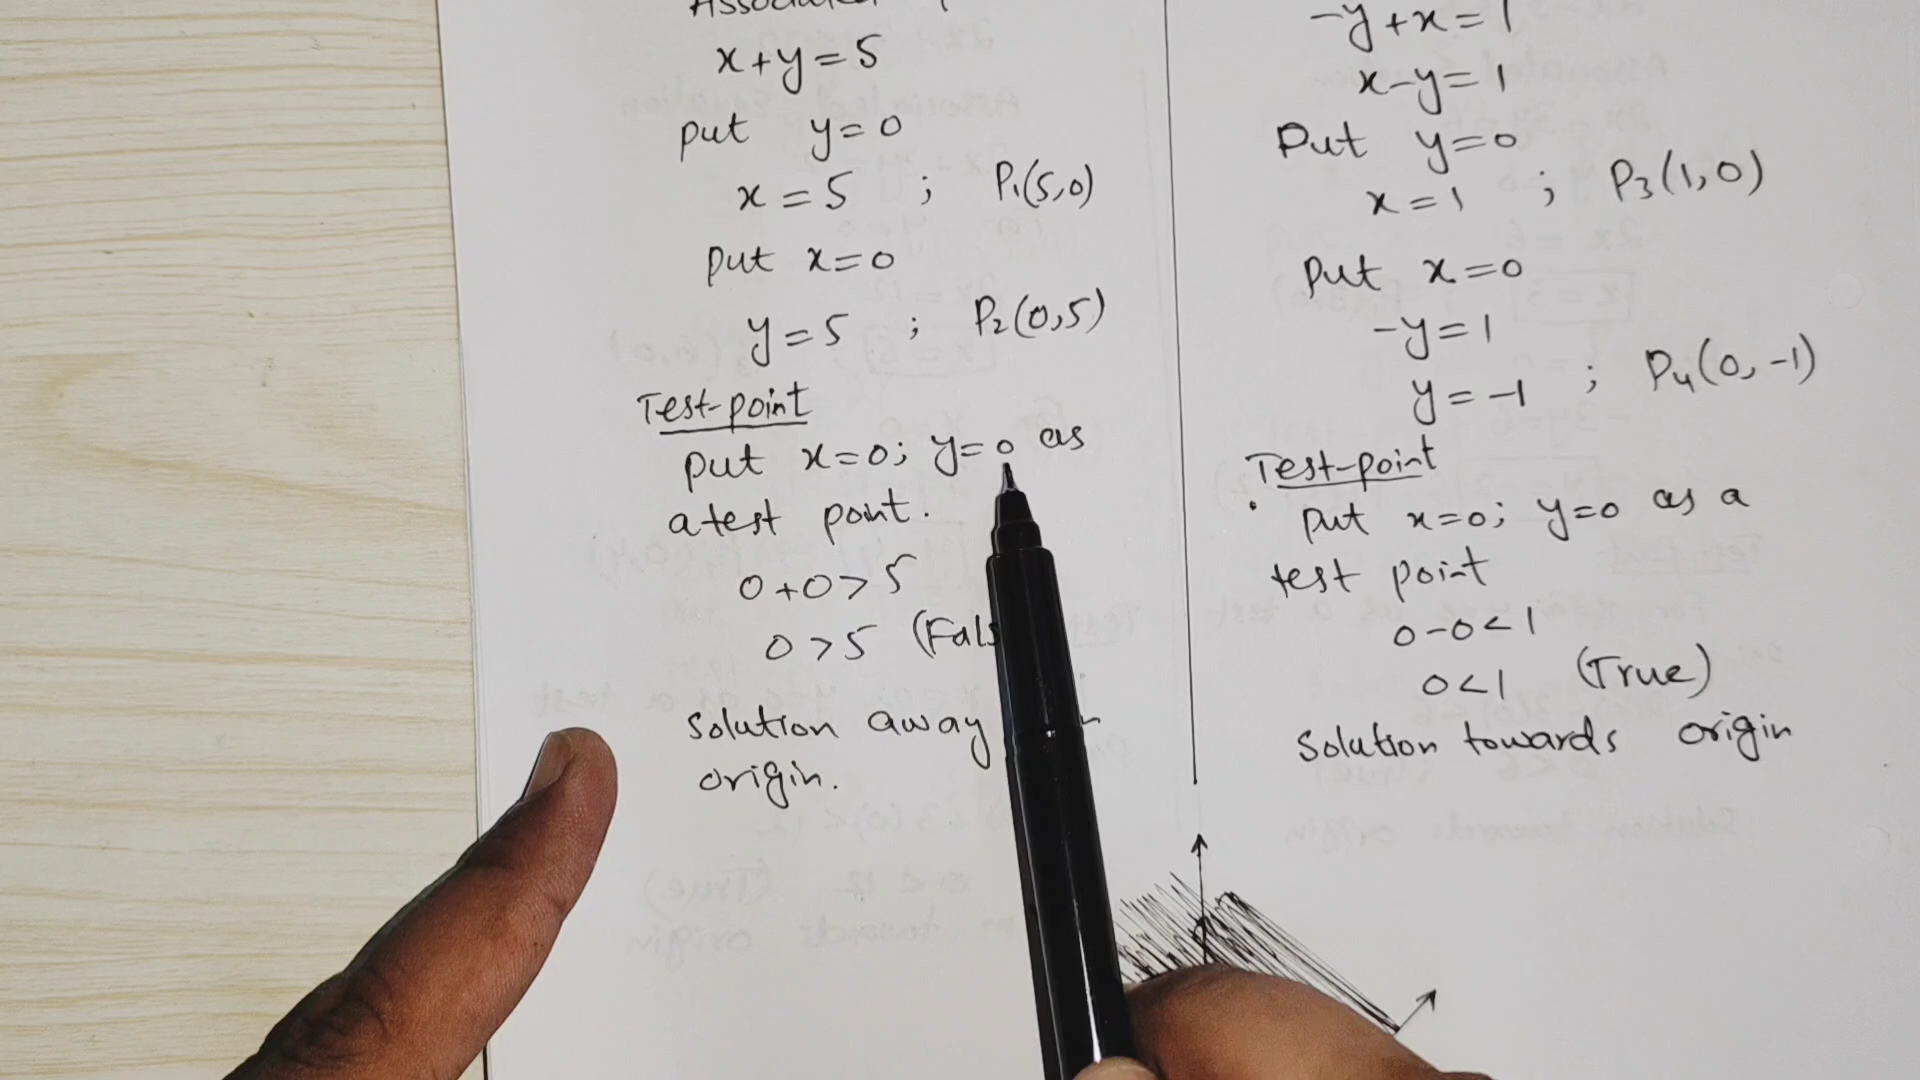 x+y=5
put y=0
x=5 ; P1(5,0)
put x=0
y=5 ; P2(0,5)
Test-point
put x=0; y=0 as
a test point.
0+0>5
0>5 (Fals
solution away
origin.
-y+x=1
x-y=1
Put y=0
x=1 ; P3(1,0)
Put x=0
-y=1
y=-1 ; P4(0,-1)
Test-point
Put x=0; y=0 as a
test point
0-0<1
0<1 (True)
Solution towards origin